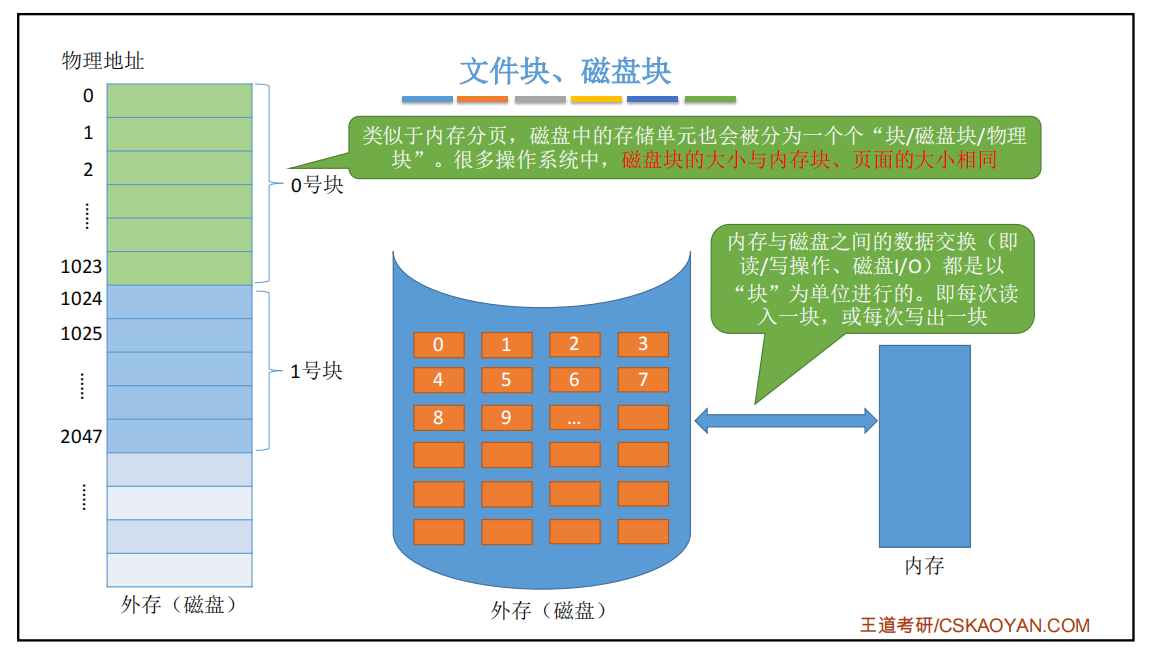 文件块、磁盘块
物理地址
0
1
2
……
1023
1024
1025
……
2047
……
0号块
1号块
外存（磁盘）
类似于内存分页，磁盘中的存储单元也会被分为一个个“块/磁盘块/物理
块”。很多操作系统中，磁盘块的大小与内存块、页面的大小相同
内存与磁盘之间的数据交换（即
读/写操作、磁盘I/O）都是以
“块”为单位进行的。即每次读
入一块，或每次写出一块
0 1 2 3
4 5 6 7
8 9 …
外存（磁盘）
内存
王道考研/CSKAOYAN.COM